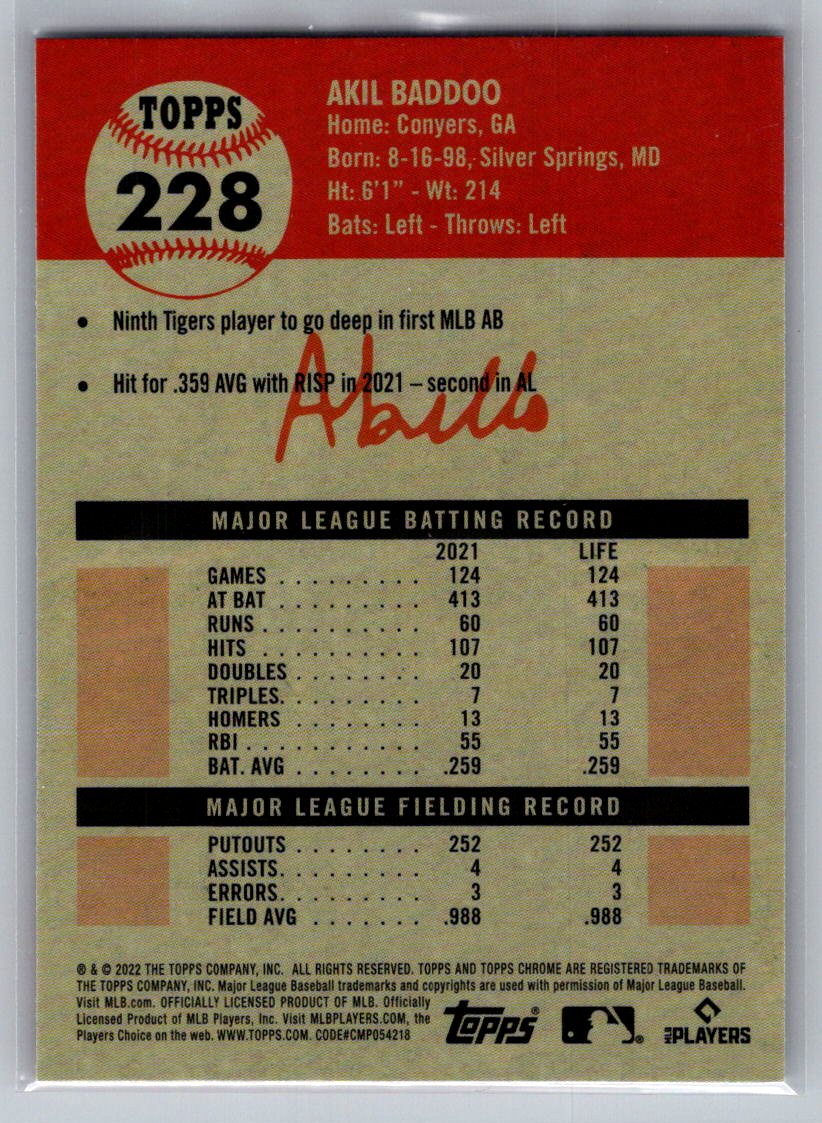 TOPPS
228
AKIL BADDOO
Home: Conyers, GA
Born: 8-16-98, Silver Springs, MD
Ht: 6'1" - Wt: 214
Bats: Left - Throws: Left
• Ninth Tigers player to go deep in first MLB AB
• Hit for .359 AVG with RISP in 2021 – second in AL
MAJOR LEAGUE BATTING RECORD
2021 LIFE
GAMES . . . . . . . . . 124 124
AT BAT . . . . . . . . . 413 413
RUNS . . . . . . . . . . 60 60
HITS . . . . . . . . . . 107 107
DOUBLES . . . . . . . . 20 20
TRIPLES. . . . . . . . . 7 7
HOMERS . . . . . . . . 13 13
RBI . . . . . . . . . . . 55 55
BAT. AVG . . . . . . . . .259 .259
MAJOR LEAGUE FIELDING RECORD
PUTOUTS . . . . . . . . 252 252
ASSISTS. . . . . . . . . 4 4
ERRORS. . . . . . . . . 3 3
FIELD AVG . . . . . . . .988 .988
® & © 2022 THE TOPPS COMPANY, INC. ALL RIGHTS RESERVED. TOPPS AND TOPPS CHROME ARE REGISTERED TRADEMARKS OF
THE TOPPS COMPANY, INC. Major League Baseball trademarks and copyrights are used with permission of Major League Baseball.
Visit MLB.com. OFFICIALLY LICENSED PRODUCT OF MLB. Officially
Licensed Product of MLB Players, Inc. Visit MLBPLAYERS.COM, the
Players Choice on the web. WWW.TOPPS.COM. CODE#CMP054218
Topps®
®
MLB PLAYERS